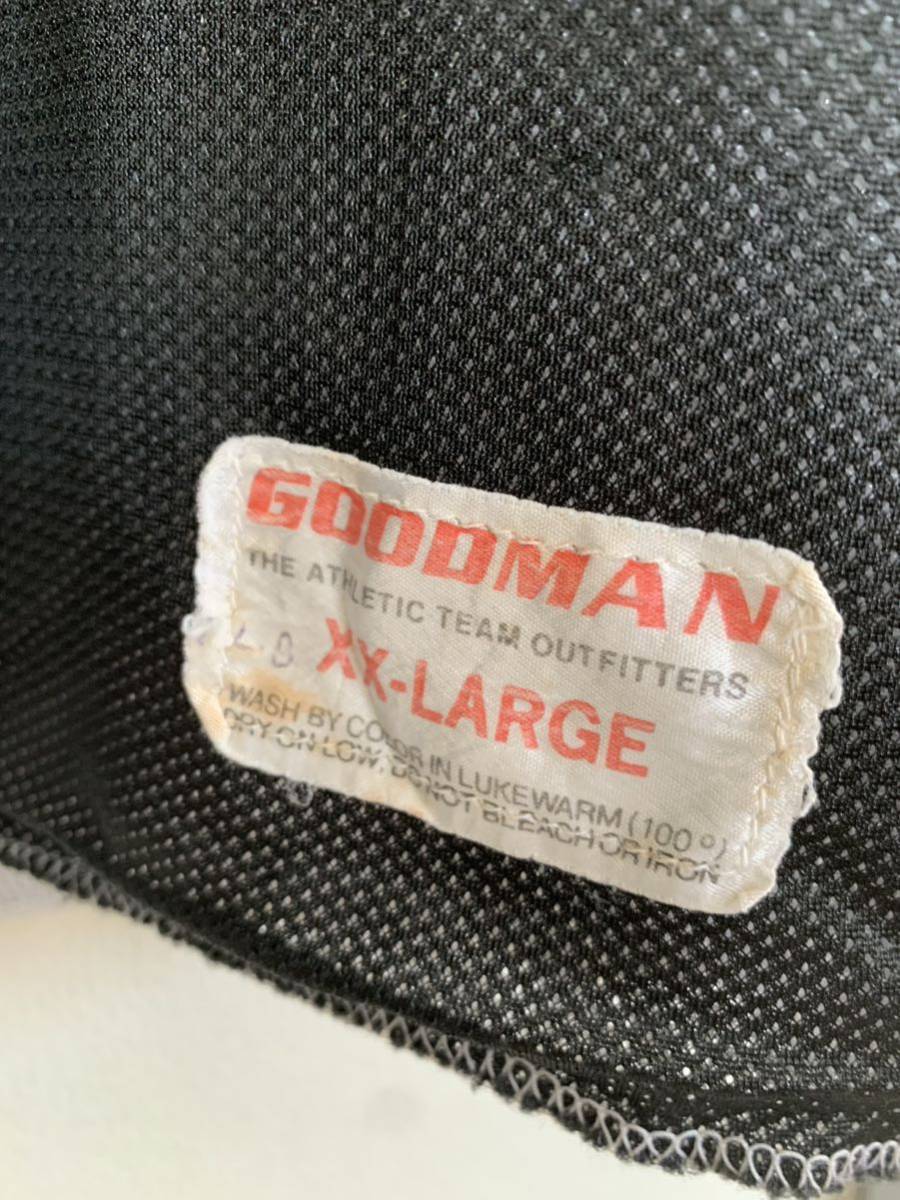 GOODMAN
THE ATHLETIC TEAM OUTFITTERS
XX-LARGE
WASH BY COLOR IN LUKEWARM (100°)
DRY ON LOW, DO NOT BLEACH OR IRON